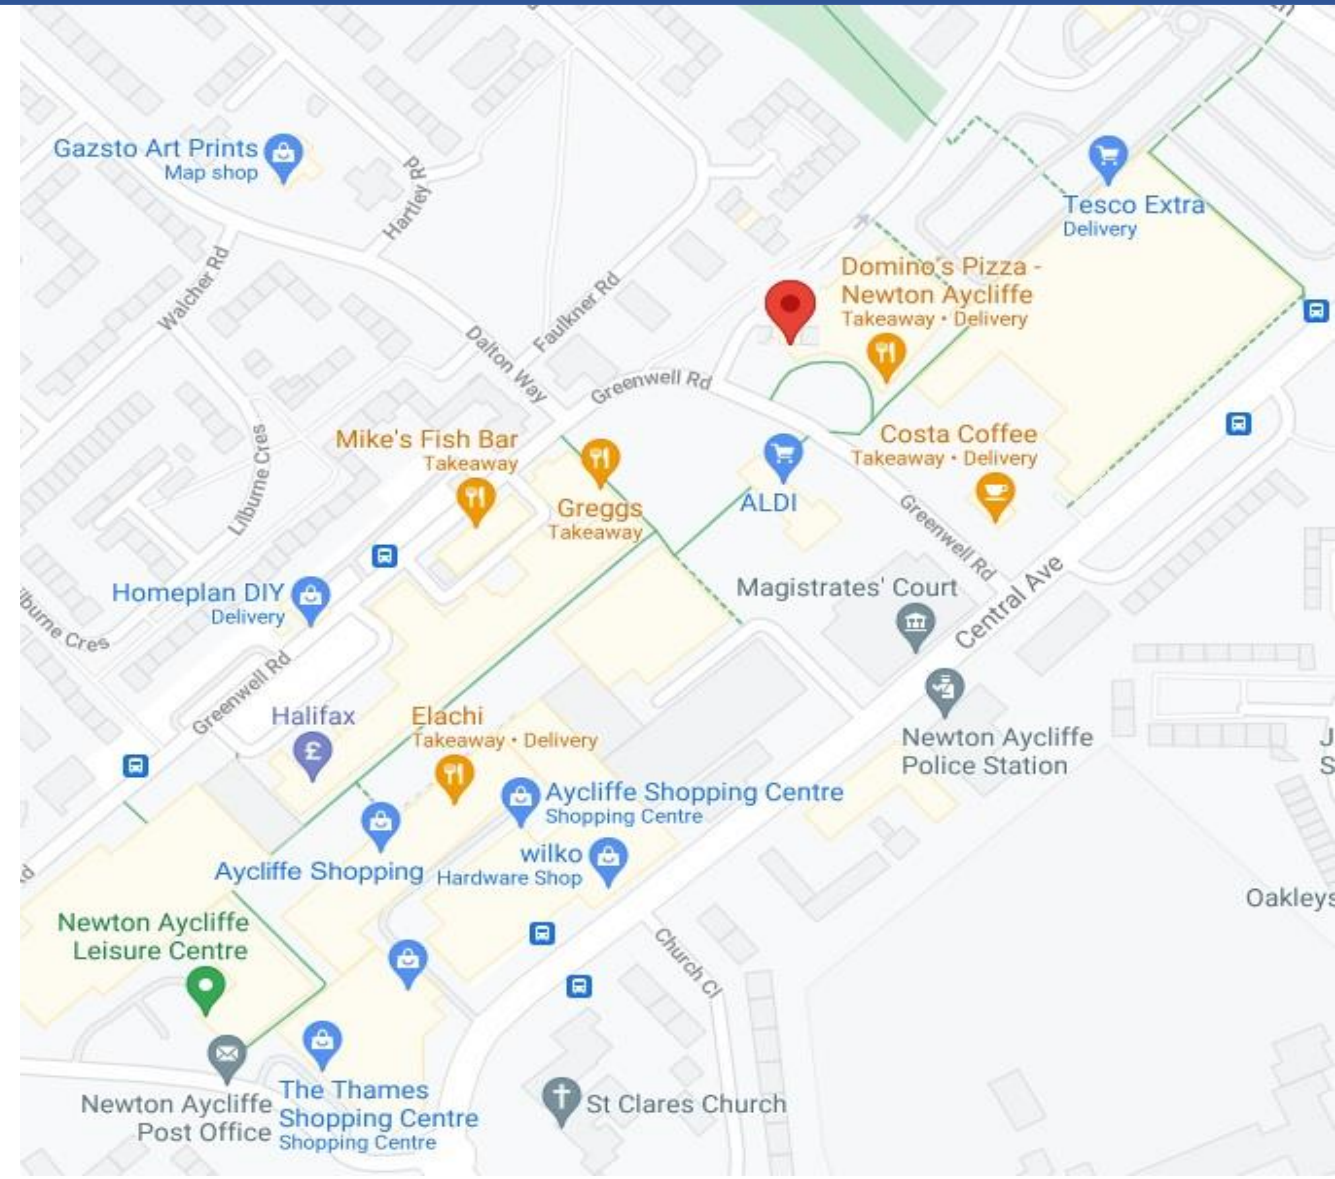 Gazsto Art Prints
Map shop
Hartley Rd
Walcher Rd
Tesco Extra
Delivery
Domino's Pizza -
Newton Aycliffe
Takeaway • Delivery
Faulkner Rd
Dalton Way
Greenwell Rd
Mike's Fish Bar
Takeaway
Costa Coffee
Takeaway • Delivery
Lilburne Cres
Greggs
Takeaway
ALDI
Greenwell Rd
Magistrates' Court
Central Ave
Homeplan DIY
Delivery
Cres
Greenwell Rd
Halifax
£
Elachi
Takeaway • Delivery
Newton Aycliffe
Police Station
Aycliffe Shopping Centre
Shopping Centre
wilko
Hardware Shop
Aycliffe Shopping
Oakleys
Newton Aycliffe
Leisure Centre
Church Cl
Newton Aycliffe
Post Office
The Thames
Shopping Centre
Shopping Centre
St Clares Church